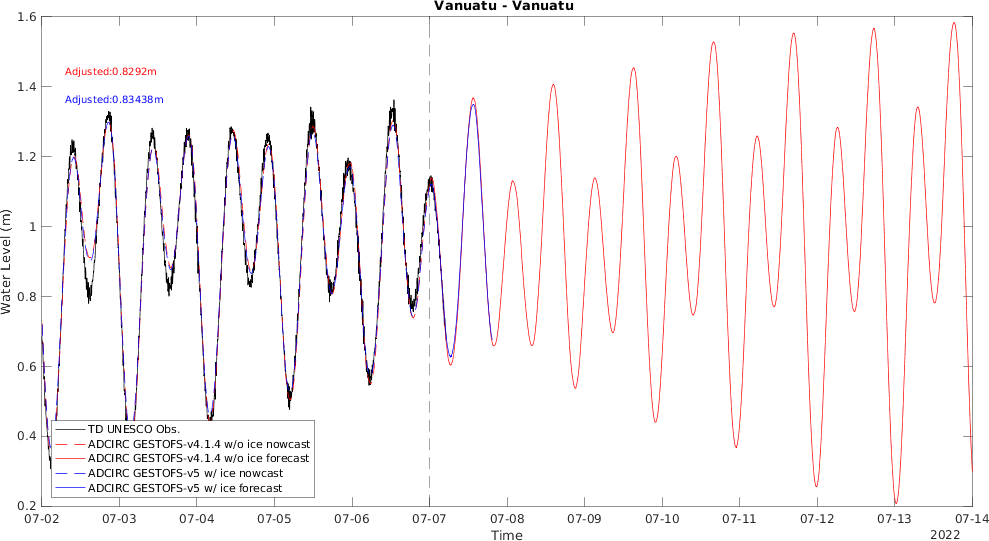 Vanuatu - Vanuatu
1.6
1.4
1.2
1
0.8
0.6
0.4
0.2
Water Level (m)
Adjusted:0.8292m
Adjusted:0.83438m
TD UNESCO Obs.
ADCIRC GESTOFS-v4.1.4 w/o ice nowcast
ADCIRC GESTOFS-v4.1.4 w/o ice forecast
ADCIRC GESTOFS-v5 w/ ice nowcast
ADCIRC GESTOFS-v5 w/ ice forecast
07-02 07-03 07-04 07-05 07-06 07-07 07-08 07-09 07-10 07-11 07-12 07-13 07-14
Time
2022